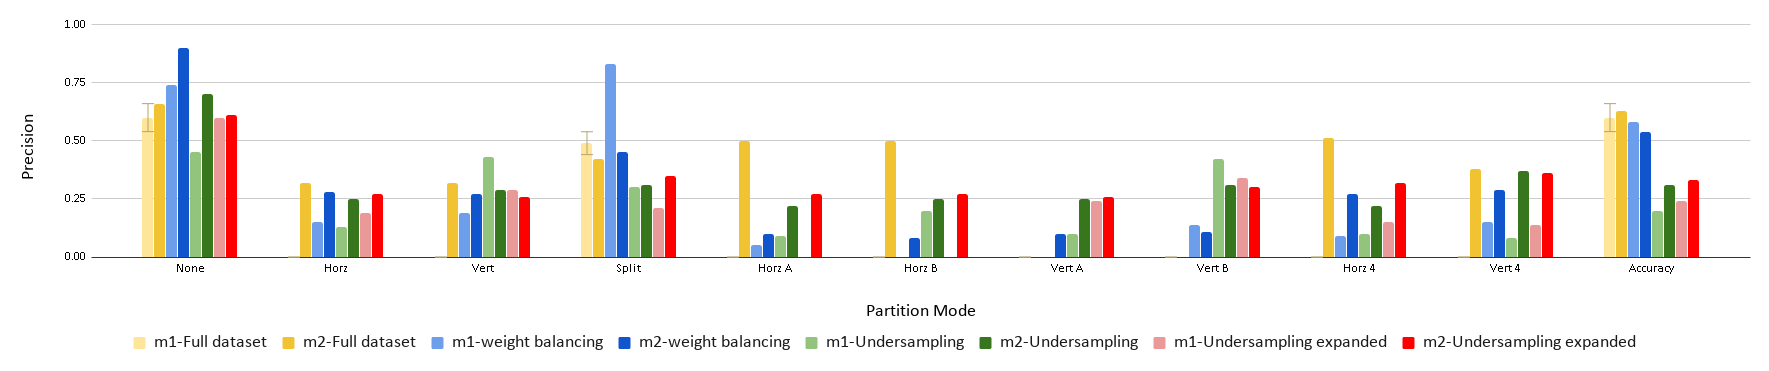 1.00
0.75
0.50
0.25
0.00
Precision
None Horz Vert Split Horz A Horz B Vert A Vert B Horz 4 Vert 4 Accuracy
Partition Mode
m1-Full dataset m2-Full dataset m1-weight balancing m2-weight balancing m1-Undersampling m2-Undersampling m1-Undersampling expanded m2-Undersampling expanded